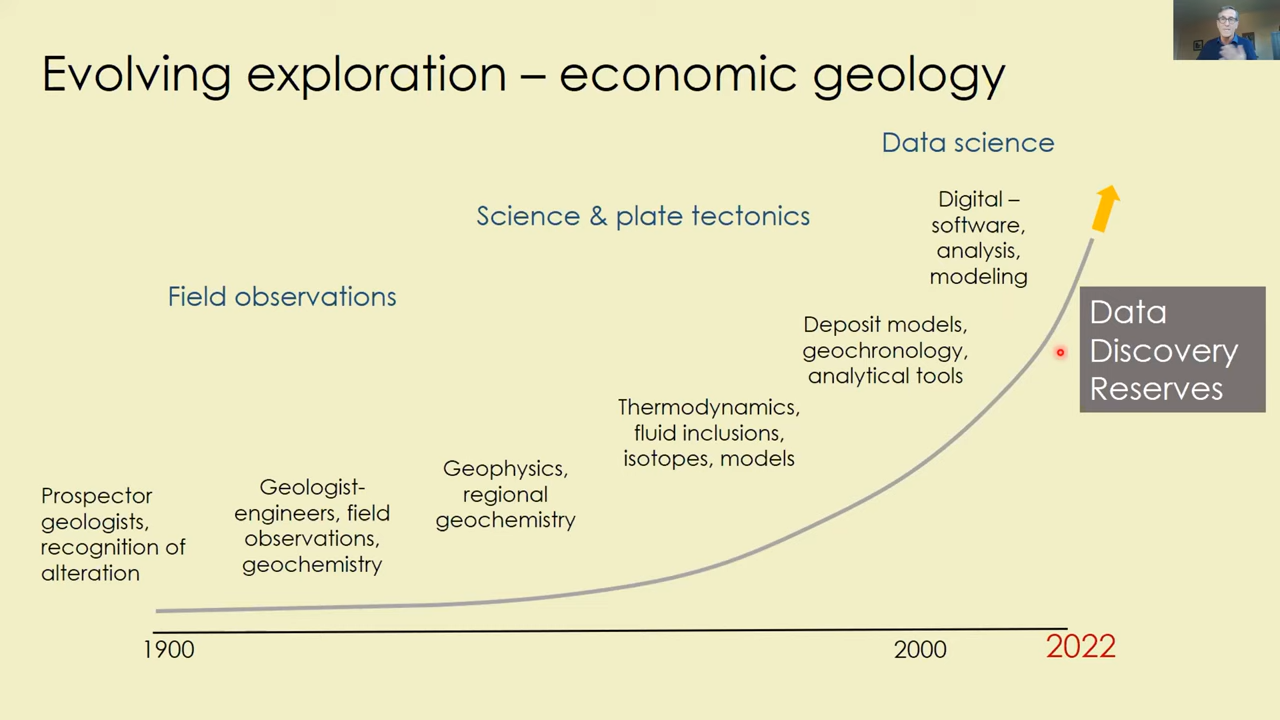 Evolving exploration – economic geology
Data science
Digital –
software,
analysis,
modeling
Science & plate tectonics
Field observations
Data
Discovery
Reserves
Deposit models,
geochronology,
analytical tools
Thermodynamics,
fluid inclusions,
isotopes, models
Geophysics,
regional
geochemistry
Geologist-
engineers, field
observations,
geochemistry
Prospector
geologists,
recognition of
alteration
1900
2000
2022